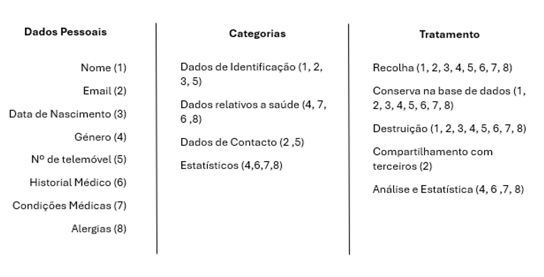 Dados Pessoais
Nome (1)
Email (2)
Data de Nascimento (3)
Género (4)
Nº de telemóvel (5)
Historial Médico (6)
Condições Médicas (7)
Alergias (8)
Categorias
Dados de Identificação (1, 2,
3, 5)
Dados relativos a saúde (4, 7,
6 ,8)
Dados de Contacto (2 ,5)
Estatísticos (4,6,7,8)
Tratamento
Recolha (1, 2, 3, 4, 5, 6, 7, 8)
Conserva na base de dados (1,
2, 3, 4, 5, 6, 7, 8)
Destruição (1, 2, 3, 4, 5, 6, 7, 8)
Compartilhamento com
terceiros (2)
Análise e Estatística (4, 6 ,7, 8)